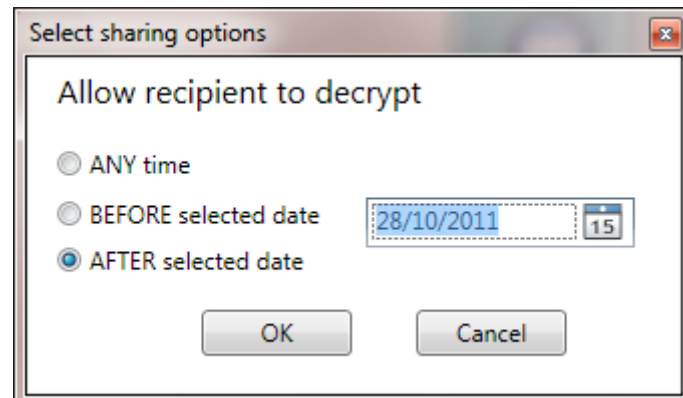 Select sharing options
Allow recipient to decrypt
ANY time
BEFORE selected date
28/10/2011
15
AFTER selected date
OK
Cancel